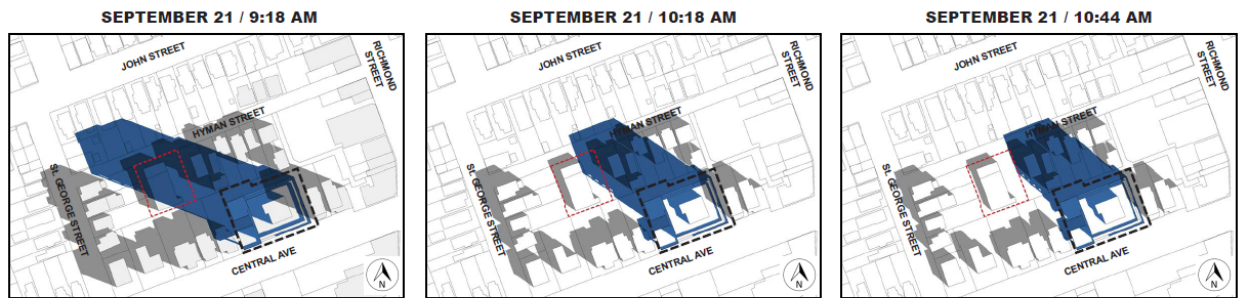 SEPTEMBER 21 / 9:18 AM
JOHN STREET
RICHMOND
STREET
HYMAN STREET
St. GEORGE STREET
CENTRAL AVE
N
SEPTEMBER 21 / 10:18 AM
JOHN STREET
RICHMOND
STREET
HYMAN STREET
St. GEORGE STREET
CENTRAL AVE
N
SEPTEMBER 21 / 10:44 AM
JOHN STREET
RICHMOND
STREET
HYMAN STREET
St. GEORGE STREET
CENTRAL AVE
N